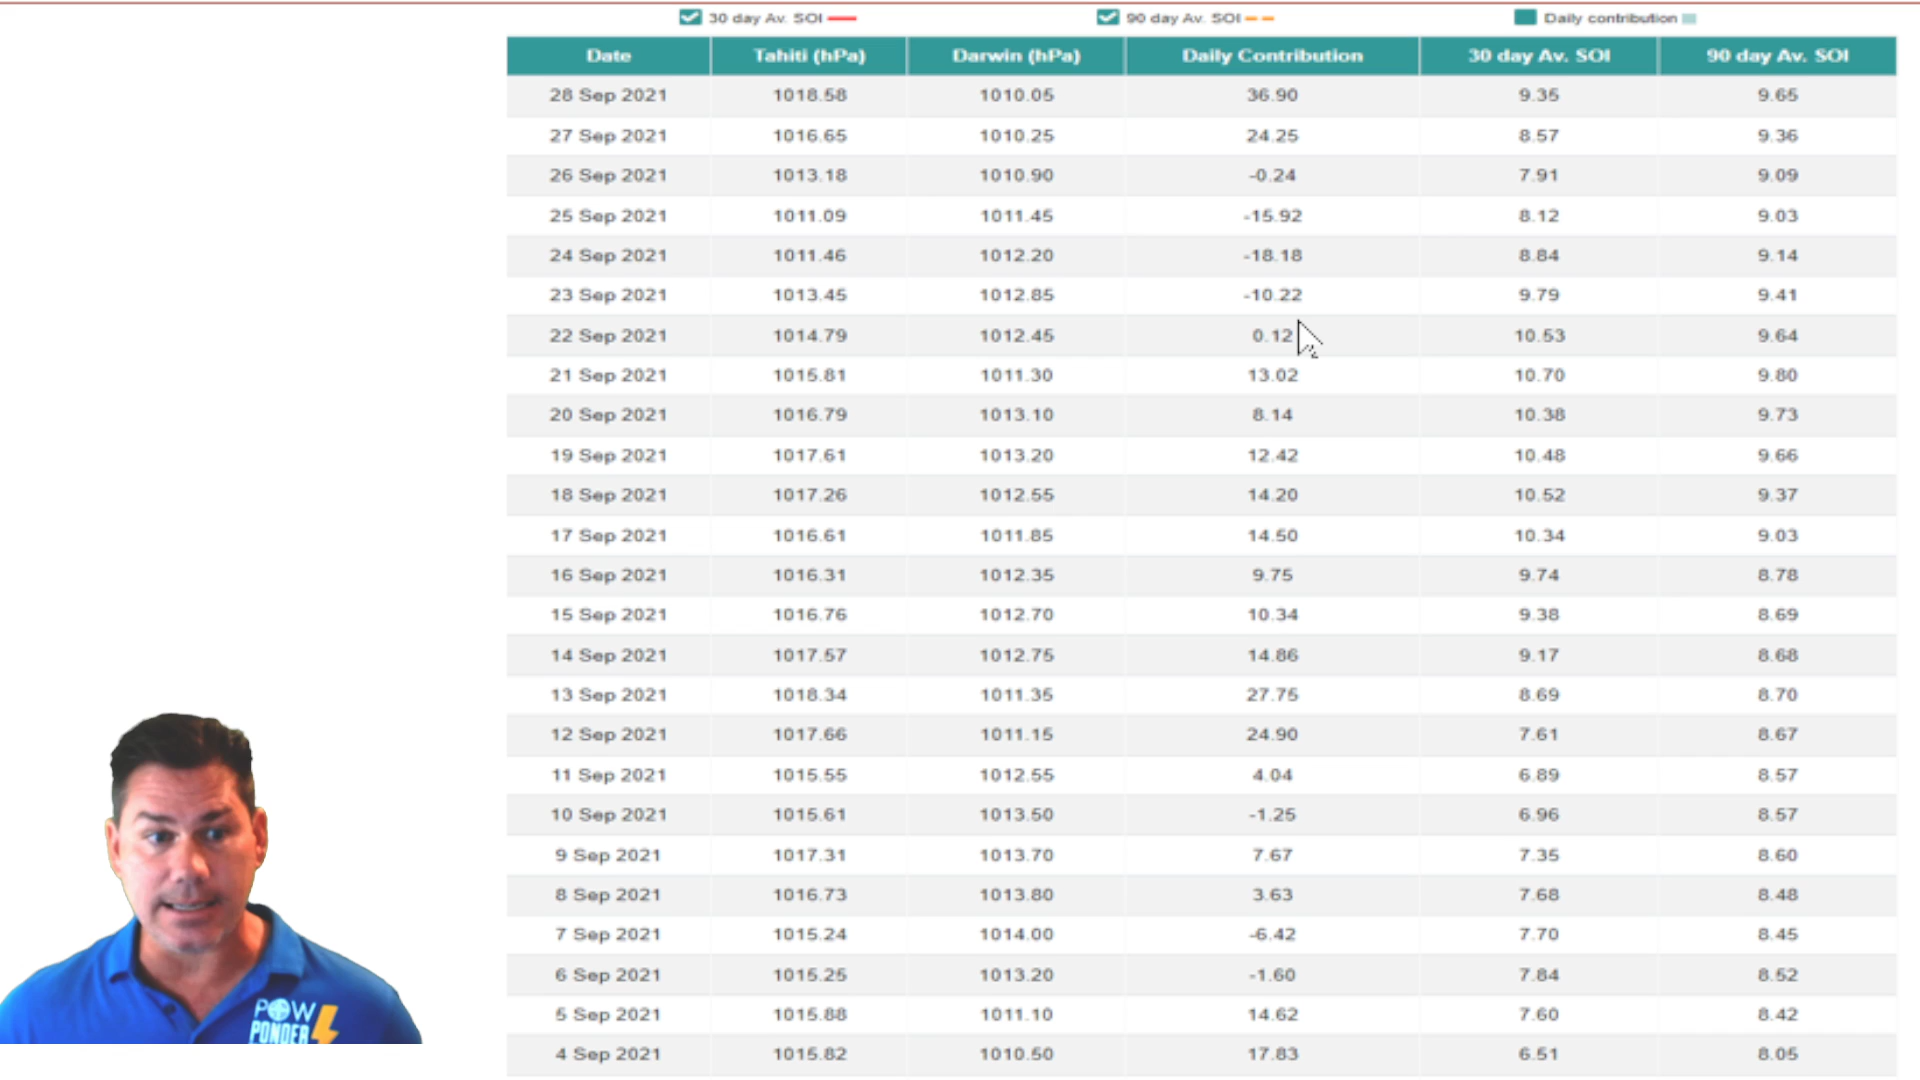 30 day Av. SOI 90 day Av. SOI Daily contribution
Date Tahiti (hPa) Darwin (hPa) Daily Contribution 30 day Av. SOI 90 day Av. SOI
28 Sep 2021 1018.58 1010.05 36.90 9.35 9.65
27 Sep 2021 1016.65 1010.25 24.25 8.57 9.36
26 Sep 2021 1013.18 1010.90 -0.24 7.91 9.09
25 Sep 2021 1011.09 1011.45 -15.92 8.12 9.03
24 Sep 2021 1011.46 1012.20 -18.18 8.84 9.14
23 Sep 2021 1013.45 1012.85 -10.22 9.79 9.41
22 Sep 2021 1014.79 1012.45 0.12 10.53 9.64
21 Sep 2021 1015.81 1011.30 13.02 10.70 9.80
20 Sep 2021 1016.79 1013.10 8.14 10.38 9.73
19 Sep 2021 1017.61 1013.20 12.42 10.48 9.66
18 Sep 2021 1017.26 1012.55 14.20 10.52 9.37
17 Sep 2021 1016.61 1011.85 14.50 10.34 9.03
16 Sep 2021 1016.31 1012.35 9.75 9.74 8.78
15 Sep 2021 1016.76 1012.70 10.34 9.38 8.69
14 Sep 2021 1017.57 1012.75 14.86 9.17 8.68
13 Sep 2021 1018.34 1011.35 27.75 8.69 8.70
12 Sep 2021 1017.66 1011.15 24.90 7.61 8.67
11 Sep 2021 1015.55 1012.55 4.04 6.89 8.57
10 Sep 2021 1015.61 1013.50 -1.25 6.96 8.57
9 Sep 2021 1017.31 1013.70 7.67 7.35 8.60
8 Sep 2021 1016.73 1013.80 3.63 7.68 8.48
7 Sep 2021 1015.24 1014.00 -6.42 7.70 8.45
6 Sep 2021 1015.25 1013.20 -1.60 7.84 8.52
5 Sep 2021 1015.88 1011.10 14.62 7.60 8.42
4 Sep 2021 1015.82 1010.50 17.83 6.51 8.05
POW
PONDER